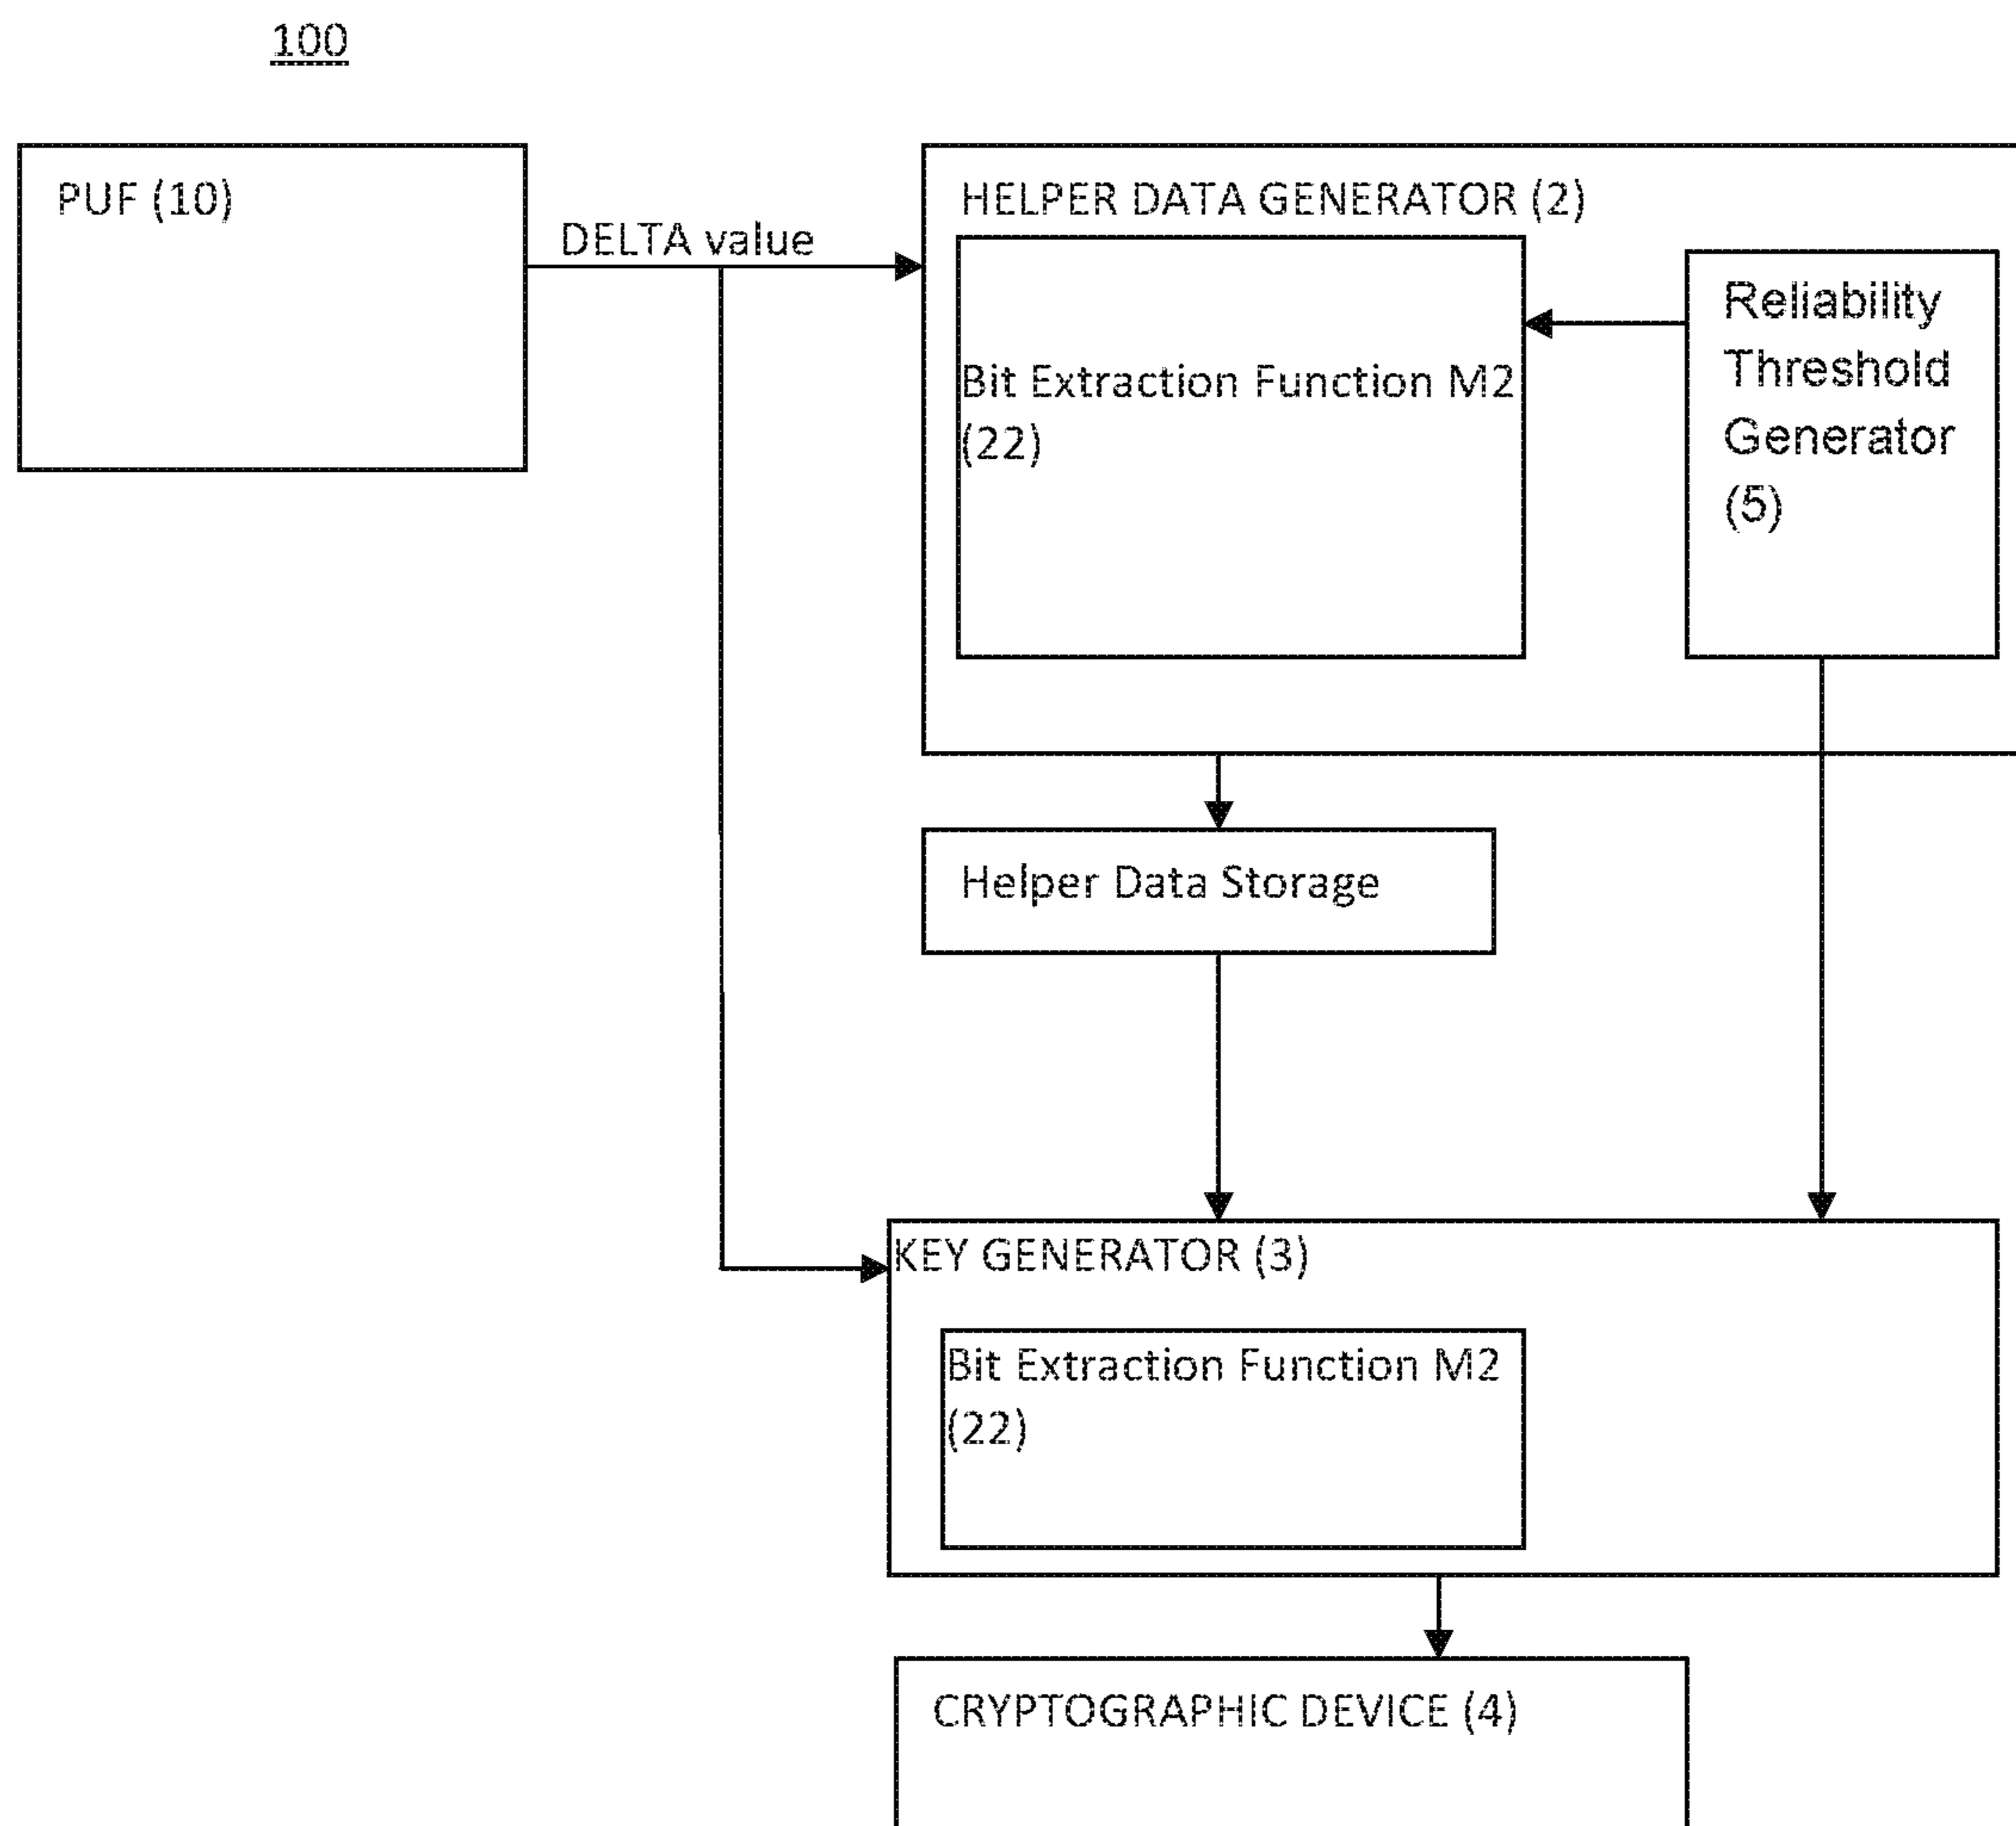 100
PUF (10)
DELTA value
HELPER DATA GENERATOR (2)
Bit Extraction Function M2
(22)
Reliability
Threshold
Generator
(5)
Helper Data Storage
KEY GENERATOR (3)
Bit Extraction Function M2
(22)
CRYPTOGRAPHIC DEVICE (4)